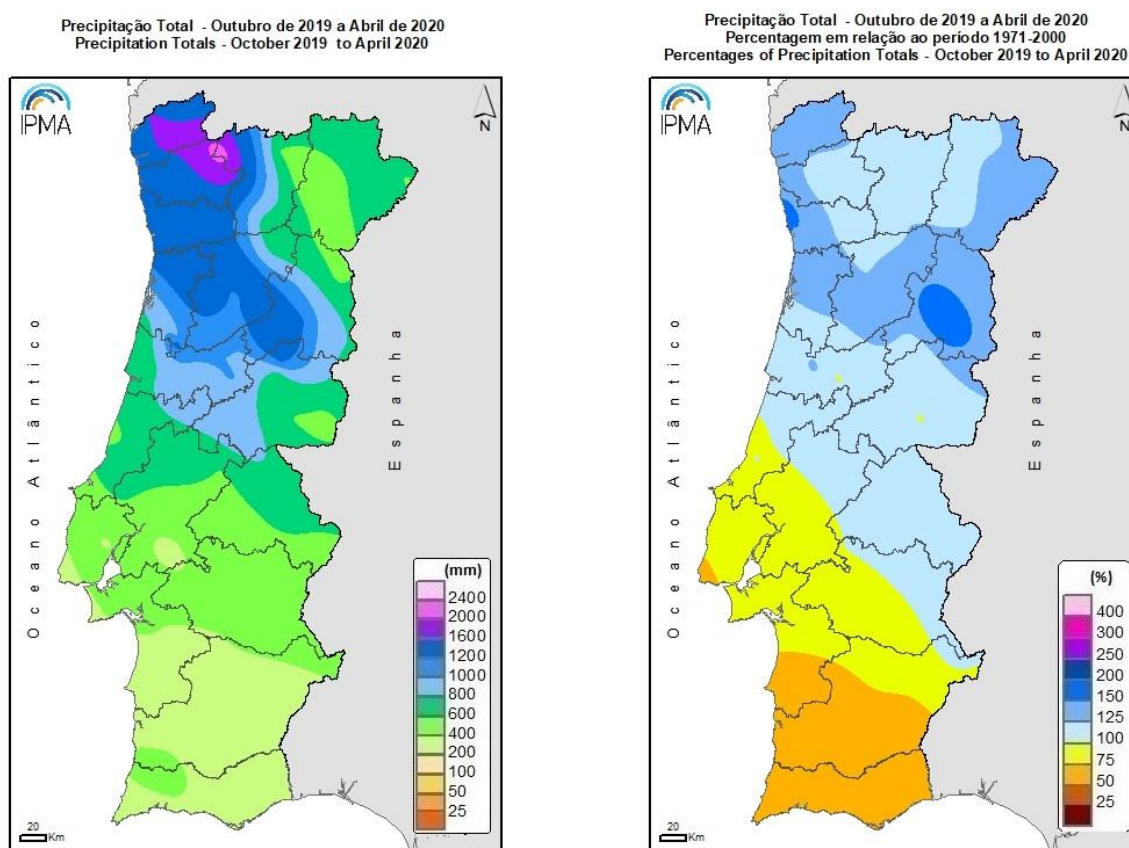 Precipitação Total - Outubro de 2019 a Abril de 2020
Precipitation Totals - October 2019 to April 2020
IPMA
N
Oceano Atlântico
Espanha
(mm)
2400
2000
1600
1200
1000
800
600
400
200
100
50
25
20
Km
Precipitação Total - Outubro de 2019 a Abril de 2020
Percentagem em relação ao período 1971-2000
Percentages of Precipitation Totals - October 2019 to April 2020
IPMA
N
Oceano Atlântico
Espanha
(%)
400
300
250
200
150
125
100
75
50
25
20
Km